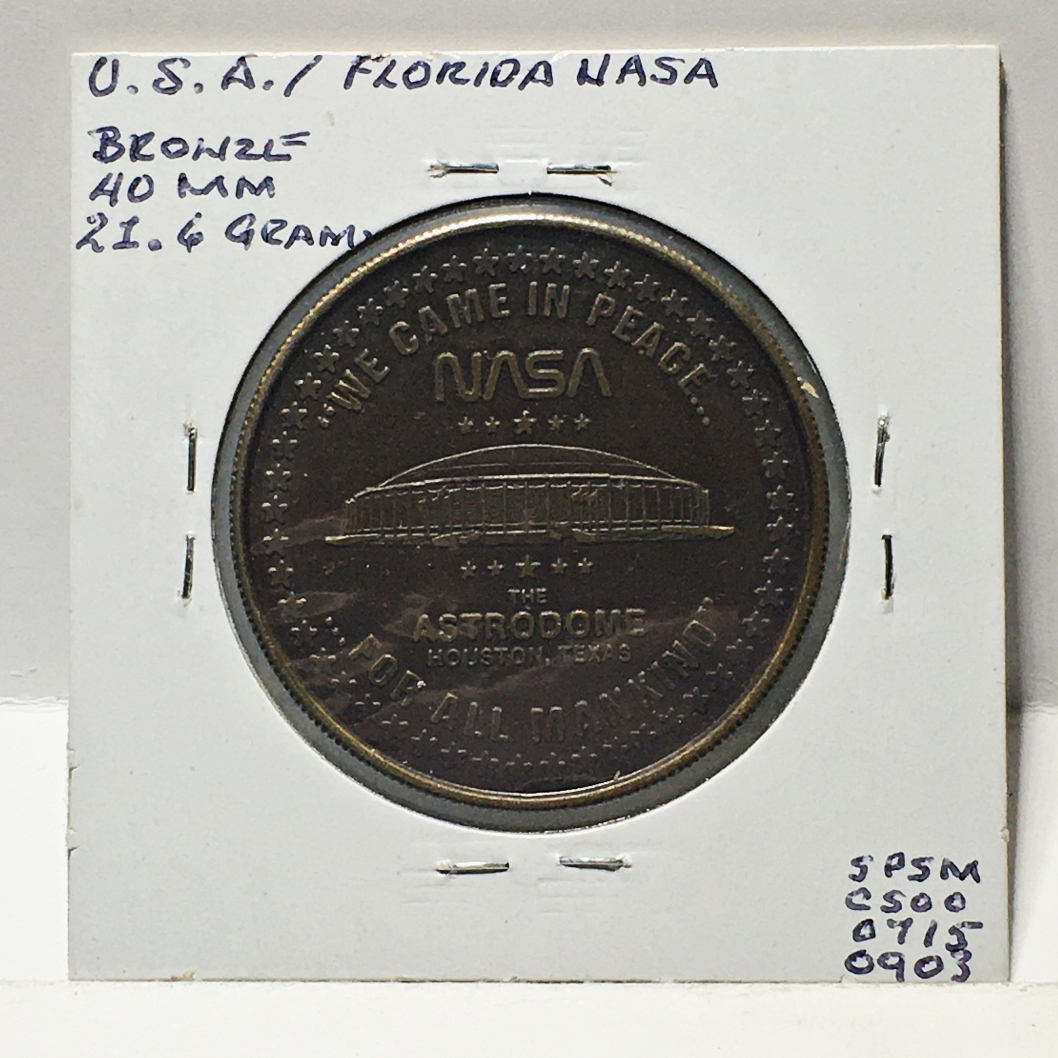 U.S.A./ FLORIDA NASA
BRONZE
40 MM
21.6 GRAMS
"WE CAME IN PEACE...
NASA
THE
ASTRODOME
HOUSTON, TEXAS
...FOR ALL MANKIND"
SPSM
C500
0715
0903